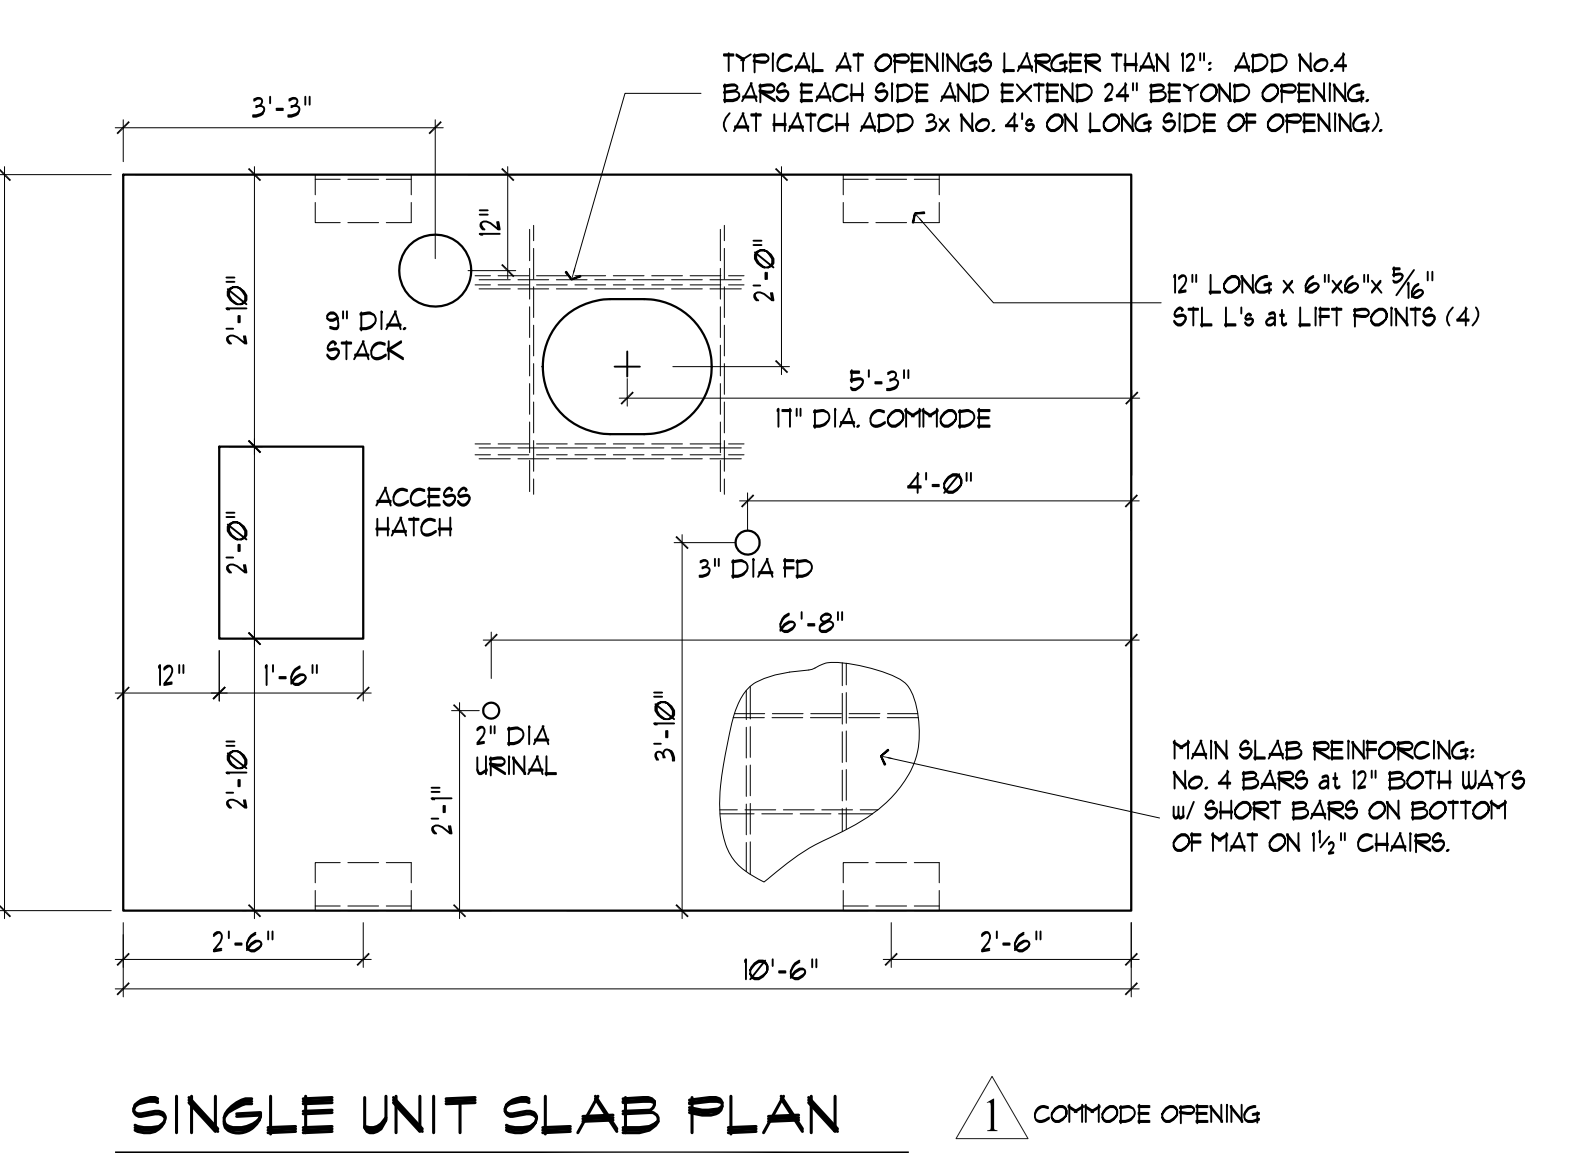 TYPICAL AT OPENINGS LARGER THAN 12":  ADD No.4
BARS EACH SIDE AND EXTEND 24" BEYOND OPENING.
(AT HATCH ADD 3x No. 4's ON LONG SIDE OF OPENING).
3'-3"
12"
2'-0"
2'-10"
12" LONG x 6"x6"x 5/16"
STL L's at LIFT POINTS (4)
9" DIA.
STACK
5'-3"
17" DIA. COMMODE
4'-0"
ACCESS
HATCH
2'-0"
3" DIA FD
6'-8"
12"
1'-6"
3'-10"
2" DIA
URINAL
2'-10"
2'-1"
MAIN SLAB REINFORCING:
No. 4 BARS at 12" BOTH WAYS
w/ SHORT BARS ON BOTTOM
OF MAT ON 1½" CHAIRS.
2'-6"
2'-6"
10'-6"
SINGLE UNIT SLAB PLAN
1 COMMODE OPENING